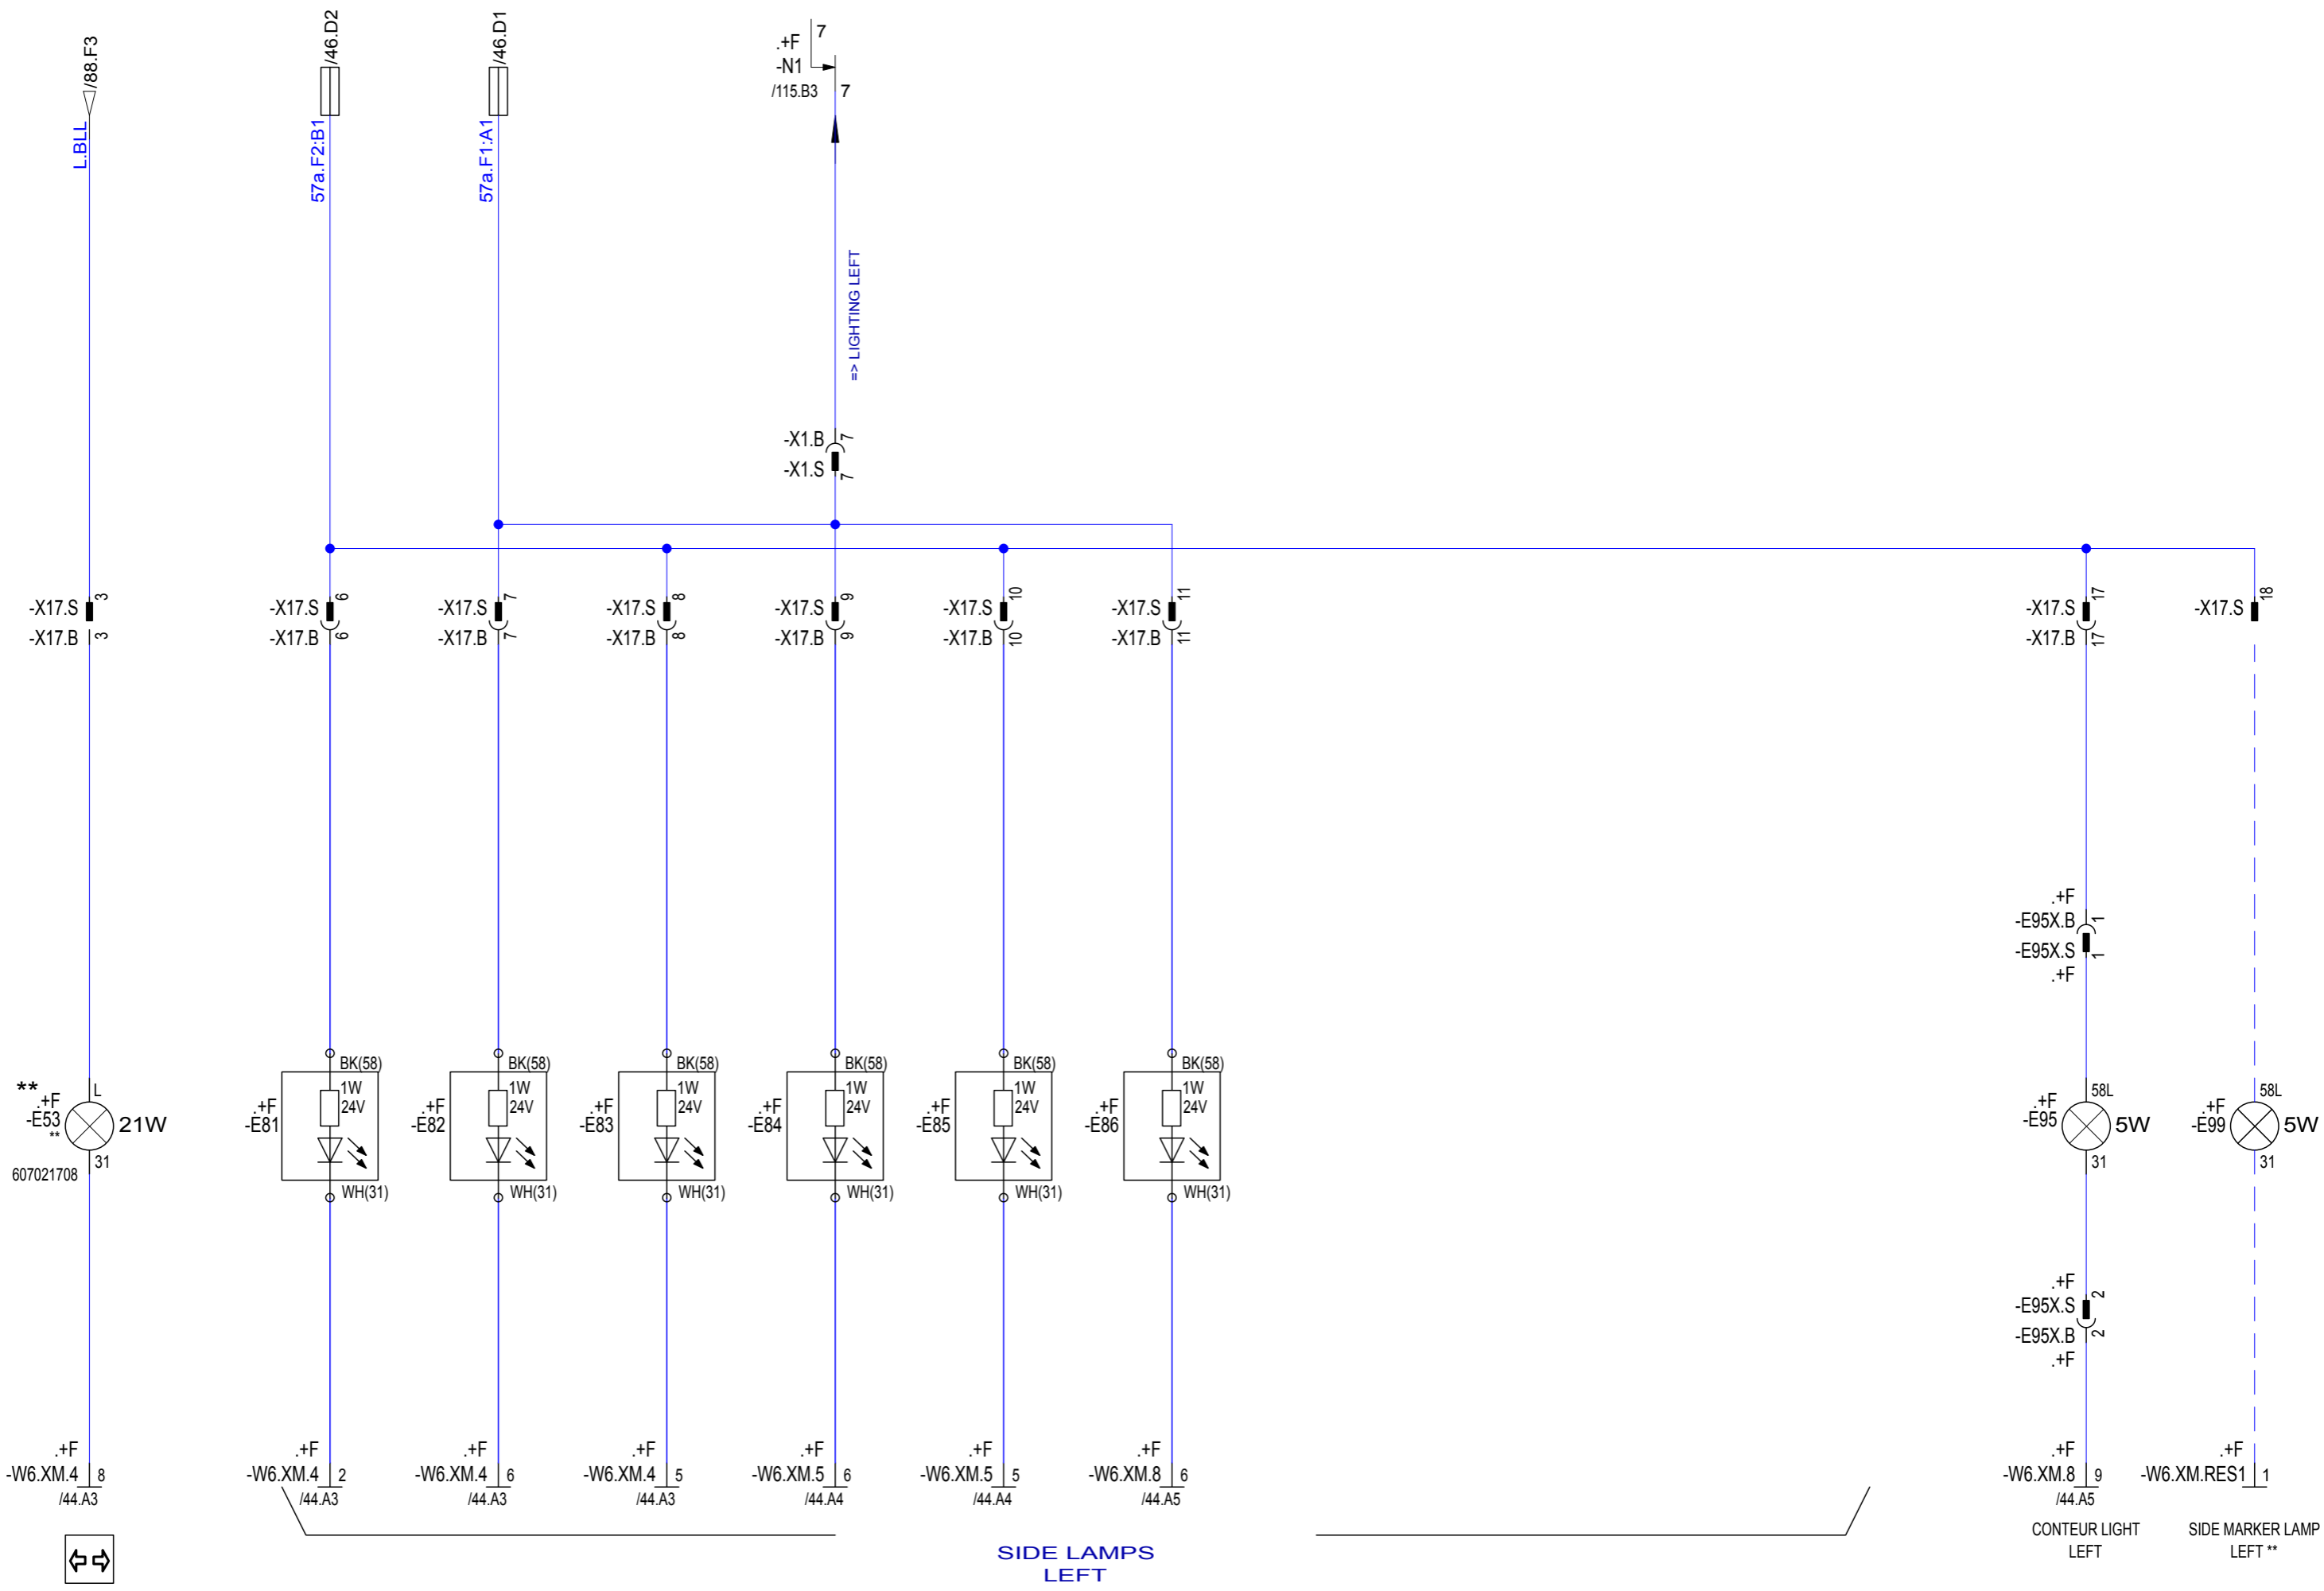 /88.F3
L.BLL
/46.D2
57a.F2:B1
/46.D1
57a.F1:A1
.+F
-N1
/115.B3
7
7
=> LIGHTING LEFT
-X1.B 7
-X1.S 7
-X17.S 3
-X17.B 3
-X17.S 6
-X17.B 6
-X17.S 7
-X17.B 7
-X17.S 8
-X17.B 8
-X17.S 9
-X17.B 9
-X17.S 10
-X17.B 10
-X17.S 11
-X17.B 11
-X17.S 17
-X17.B 17
-X17.S 18
.+F
-E95X.B 1
-E95X.S 1
.+F
**
.+F
-E53
**
L
21W
31
607021708
BK(58)
1W
24V
.+F
-E81
WH(31)
BK(58)
1W
24V
.+F
-E82
WH(31)
BK(58)
1W
24V
.+F
-E83
WH(31)
BK(58)
1W
24V
.+F
-E84
WH(31)
BK(58)
1W
24V
.+F
-E85
WH(31)
BK(58)
1W
24V
.+F
-E86
WH(31)
58L
.+F
-E95
5W
31
58L
.+F
-E99
5W
31
.+F
-E95X.S 2
-E95X.B 2
.+F
.+F
-W6.XM.4 8
/44.A3
.+F
-W6.XM.4 2
/44.A3
.+F
-W6.XM.4 6
/44.A3
.+F
-W6.XM.4 5
/44.A3
.+F
-W6.XM.5 6
/44.A4
.+F
-W6.XM.5 5
/44.A4
.+F
-W6.XM.8 6
/44.A5
.+F
-W6.XM.8 9
/44.A5
.+F
-W6.XM.RES1 1
SIDE LAMPS
LEFT
CONTEUR LIGHT
LEFT
SIDE MARKER LAMP
LEFT **